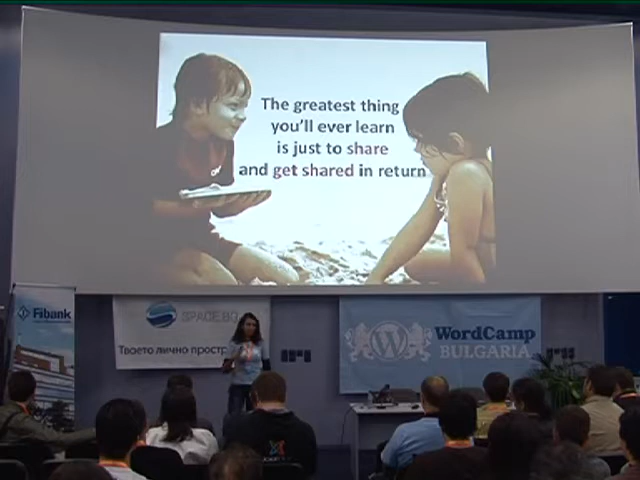 The greatest thing
you'll ever learn
is just to share
and get shared in return
Fibank
SPACE.BG
Твоето лично простр
WordCamp
BULGARIA